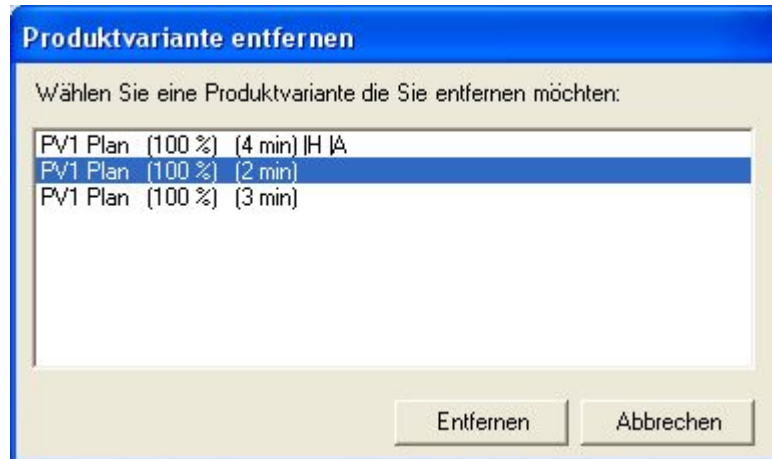 Produktvariante entfernen
Wählen Sie eine Produktvariante die Sie entfernen möchten:
PV1 Plan (100 %) (4 min) |H |A
PV1 Plan (100 %) (2 min)
PV1 Plan (100 %) (3 min)
Entfernen Abbrechen